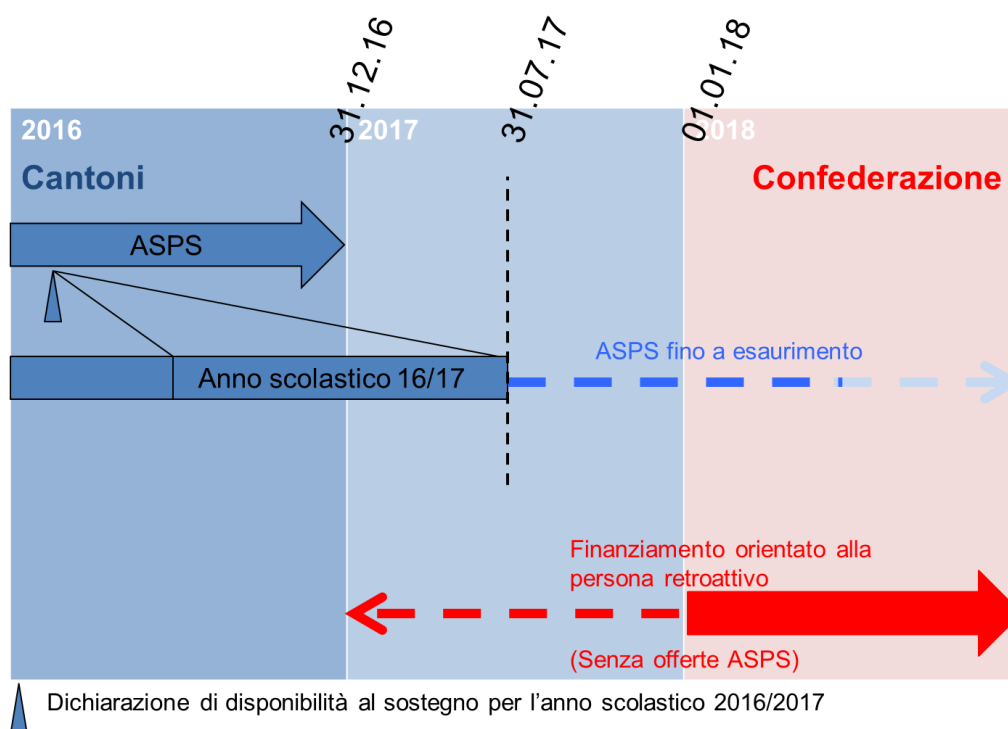 31.12.16
31.07.17
01.01.18
2016
2017
2018
Cantoni
Confederazione
ASPS
ASPS fino a esaurimento
Anno scolastico 16/17
Finanziamento orientato alla
persona retroattivo
(Senza offerte ASPS)
Dichiarazione di disponibilità al sostegno per l'anno scolastico 2016/2017